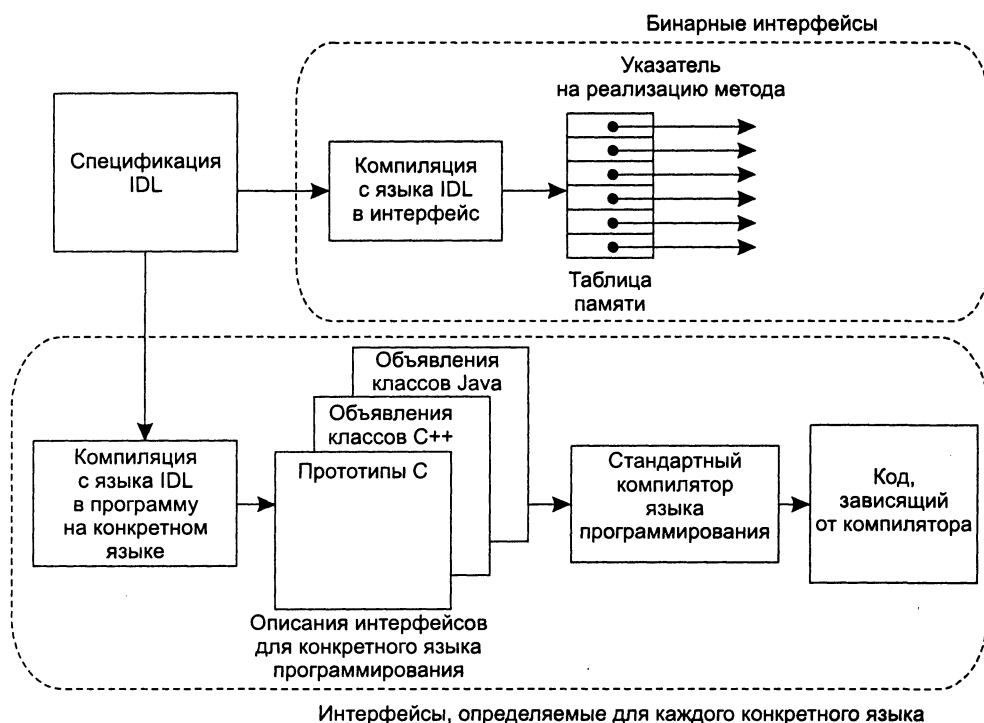 Бинарные интерфейсы
Указатель
на реализацию метода
Спецификация
IDL
Компиляция
с языка IDL
в интерфейс
Таблица
памяти
Объявления
классов Java
Объявления
классов C++
Прототипы C
Компиляция
с языка IDL
в программу
на конкретном
языке
Стандартный
компилятор
языка
программирования
Код,
зависящий
от компилятора
Описания интерфейсов
для конкретного языка
программирования
Интерфейсы, определяемые для каждого конкретного языка